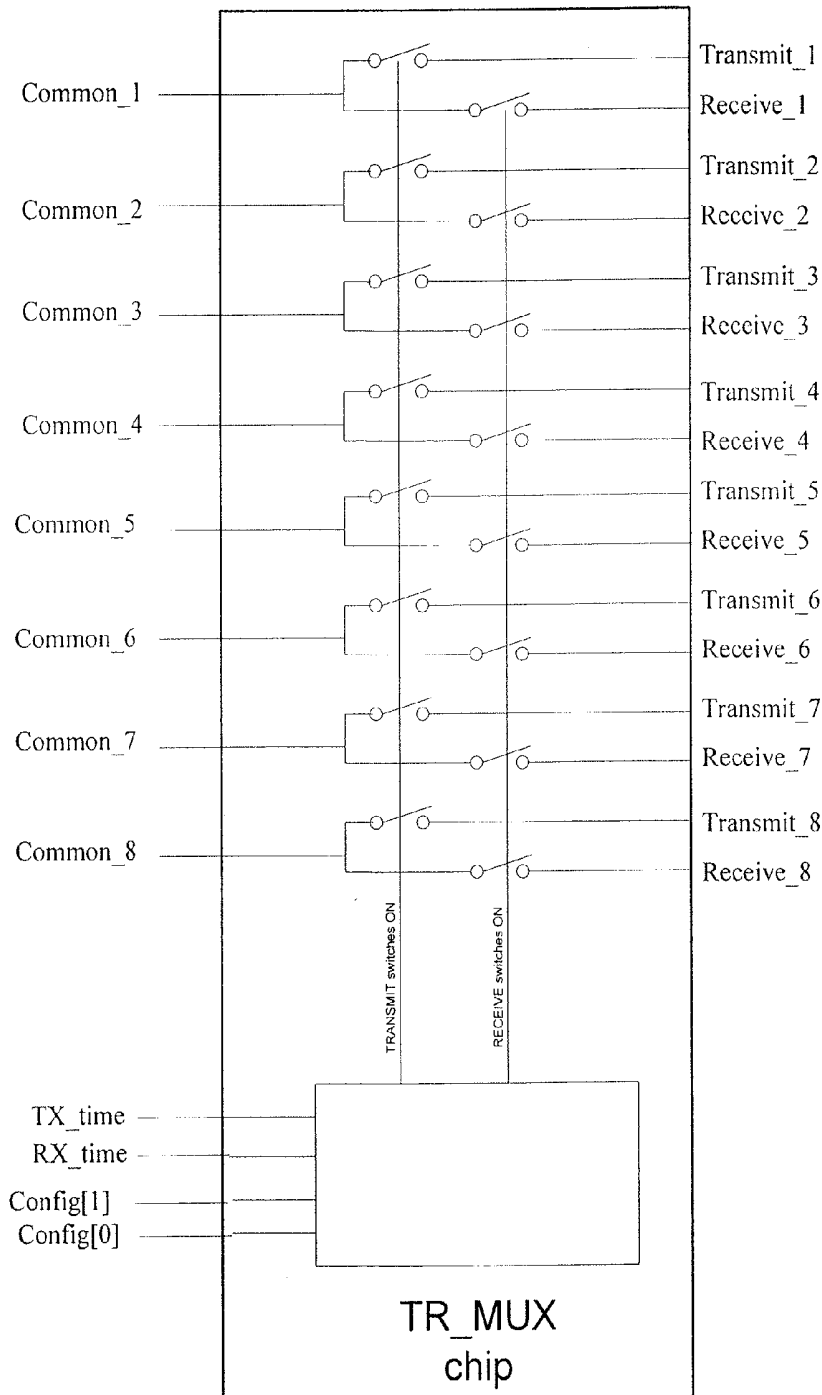 Common_1
Transmit_1
Receive_1
Common_2
Transmit_2
Receive_2
Common_3
Transmit_3
Receive_3
Common_4
Transmit_4
Receive_4
Common_5
Transmit_5
Receive_5
Common_6
Transmit_6
Receive_6
Common_7
Transmit_7
Receive_7
Common_8
Transmit_8
Receive_8
TRANSMIT switches ON
RECEIVE switches ON
TX_time
RX_time
Config[1]
Config[0]
TR_MUX
chip